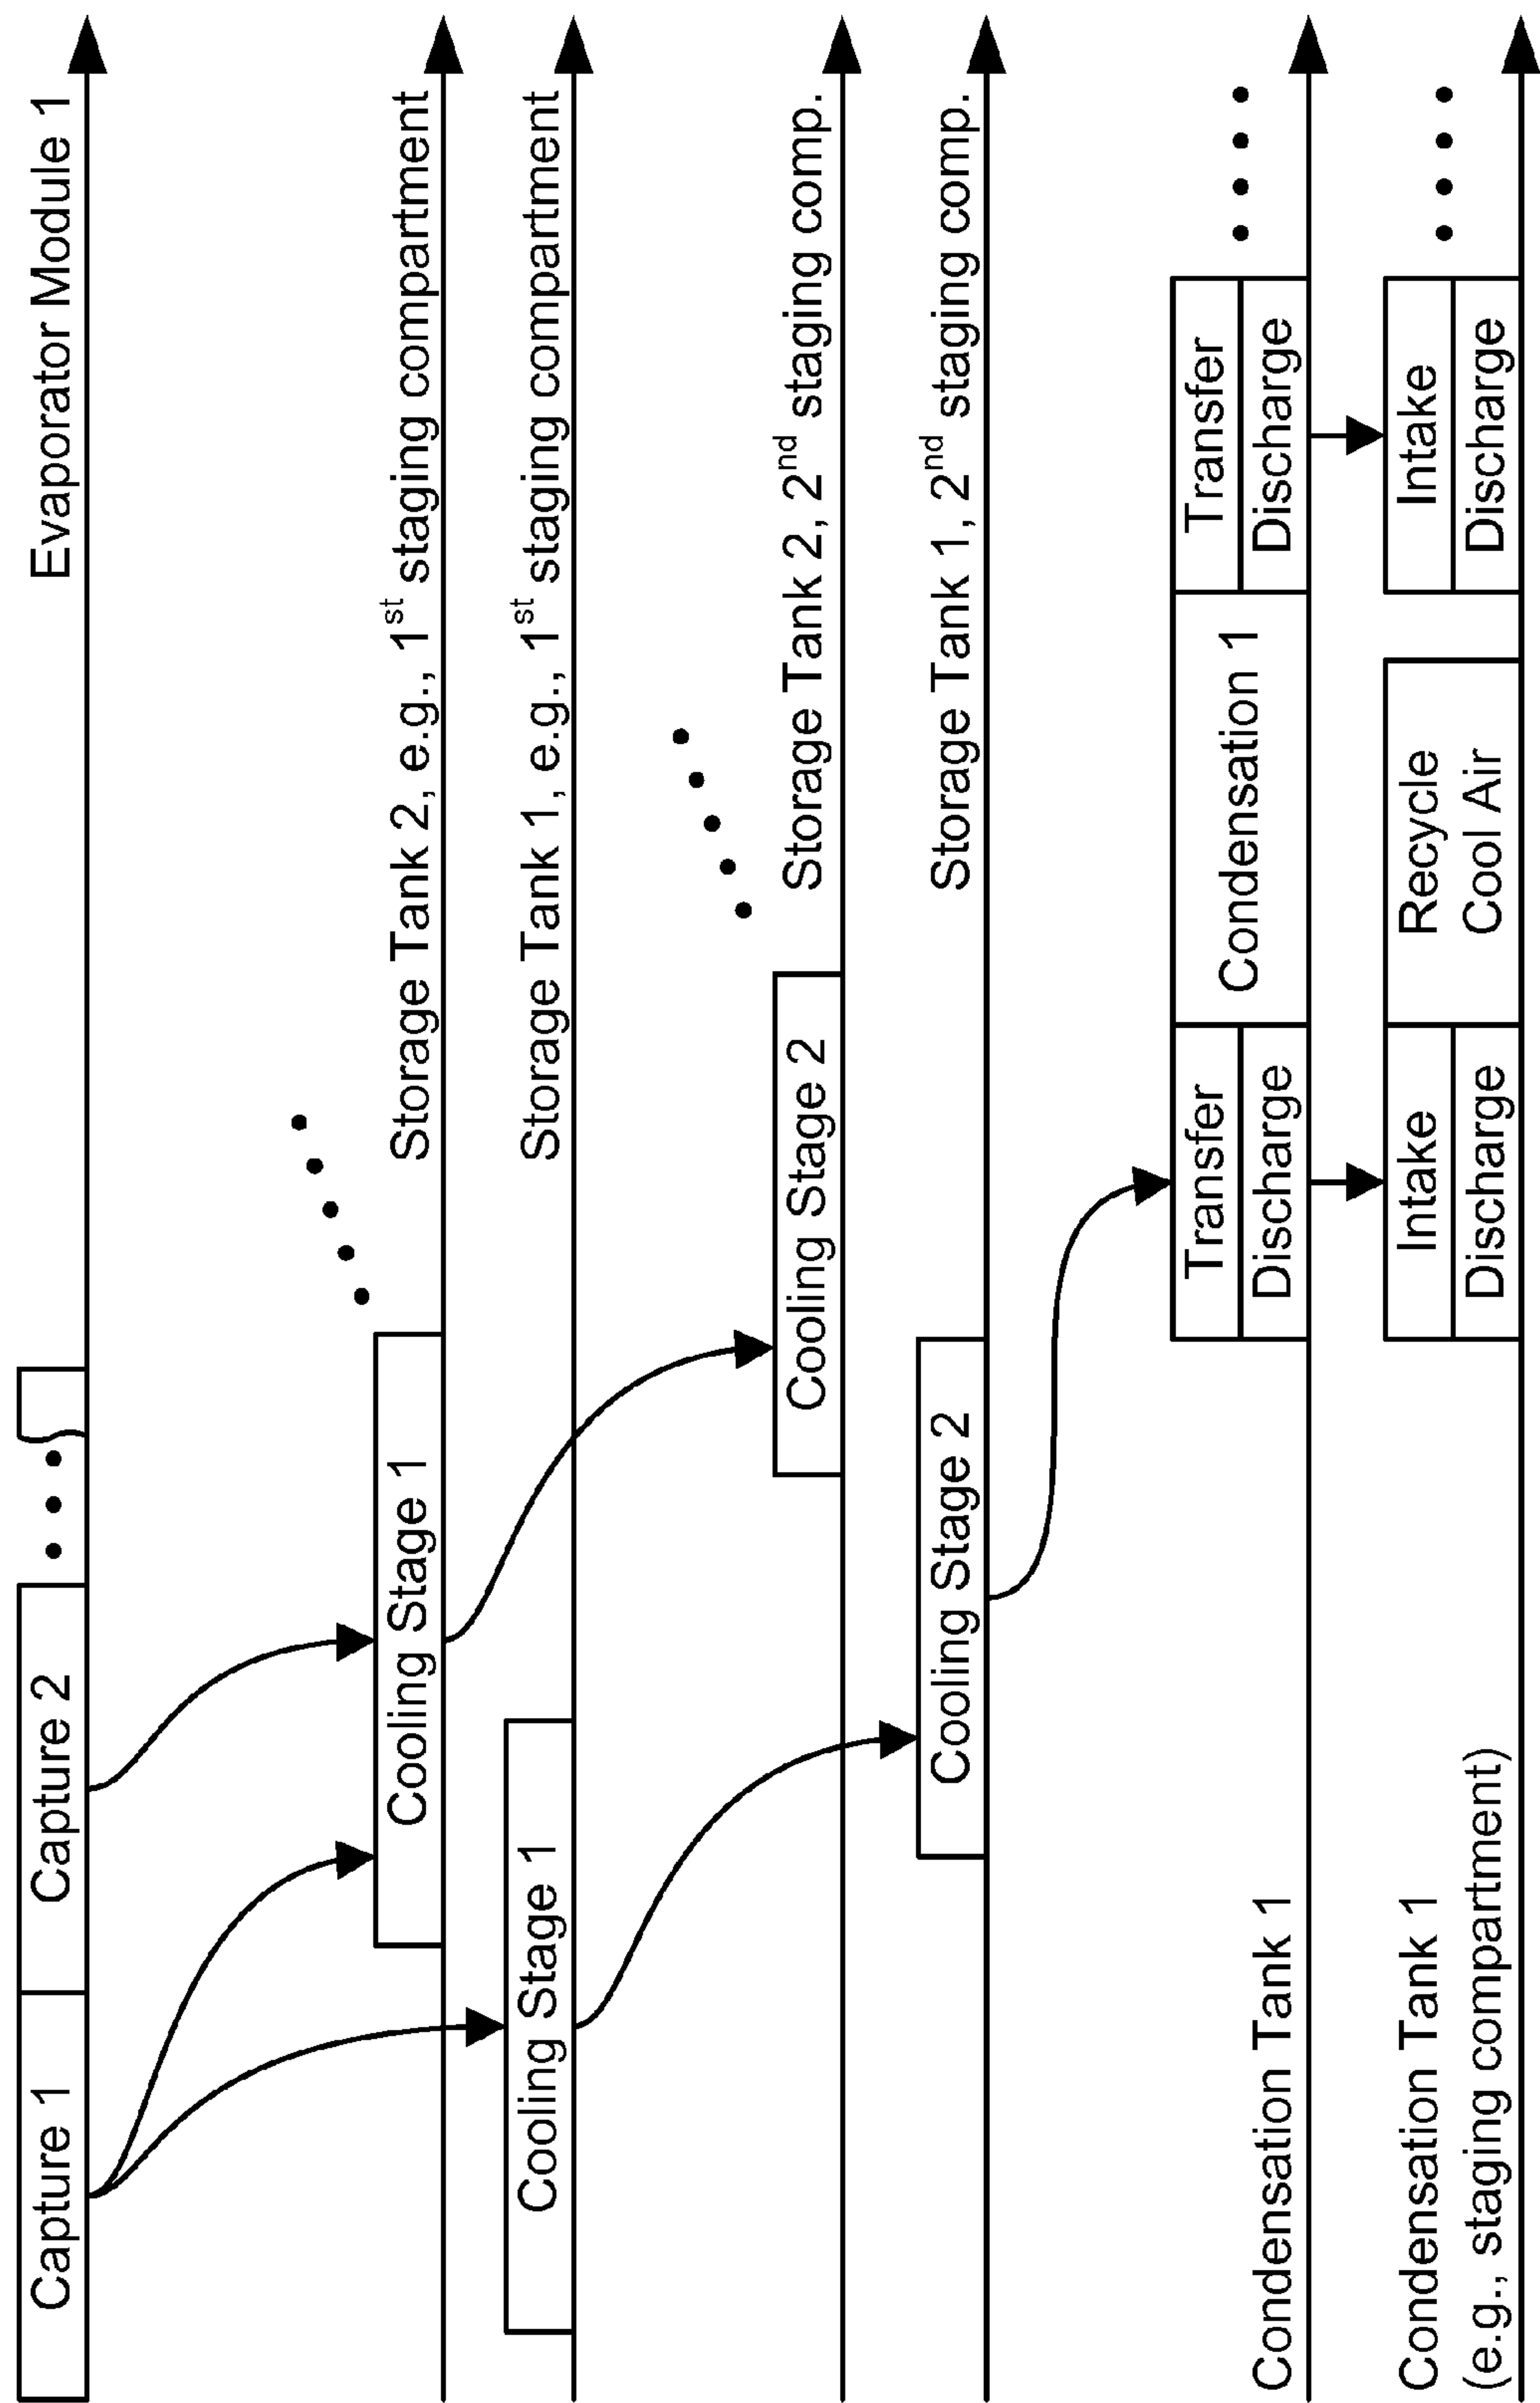 Capture 1
Capture 2
Evaporator Module 1
Cooling Stage 1
Storage Tank 2, e.g., 1st staging compartment
Cooling Stage 1
Storage Tank 1, e.g., 1st staging compartment
Cooling Stage 2
Storage Tank 2, 2nd staging comp.
Cooling Stage 2
Storage Tank 1, 2nd staging comp.
Condensation Tank 1
Transfer
Discharge
Condensation 1
Transfer
Discharge
Condensation Tank 1
(e.g., staging compartment)
Intake
Discharge
Recycle
Cool Air
Intake
Discharge